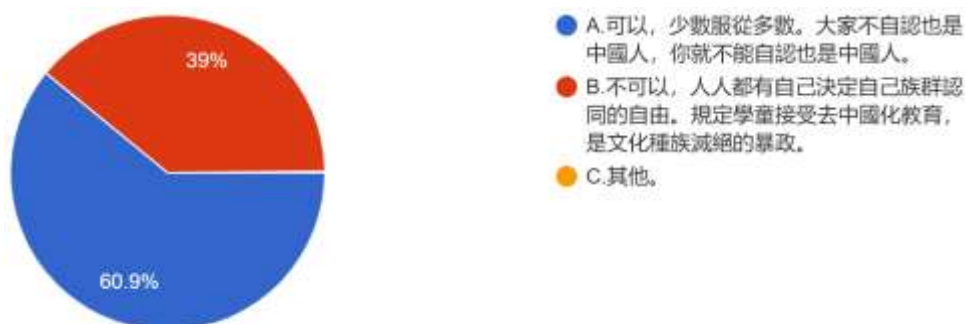 39%
60.9%
A.可以，少數服從多數。大家不自認也是
中國人，你就不能自認也是中國人。
B.不可以，人人都有自己決定自己族群認
同的自由。規定學童接受去中國化教育，
是文化種族滅絕的暴政。
C.其他。